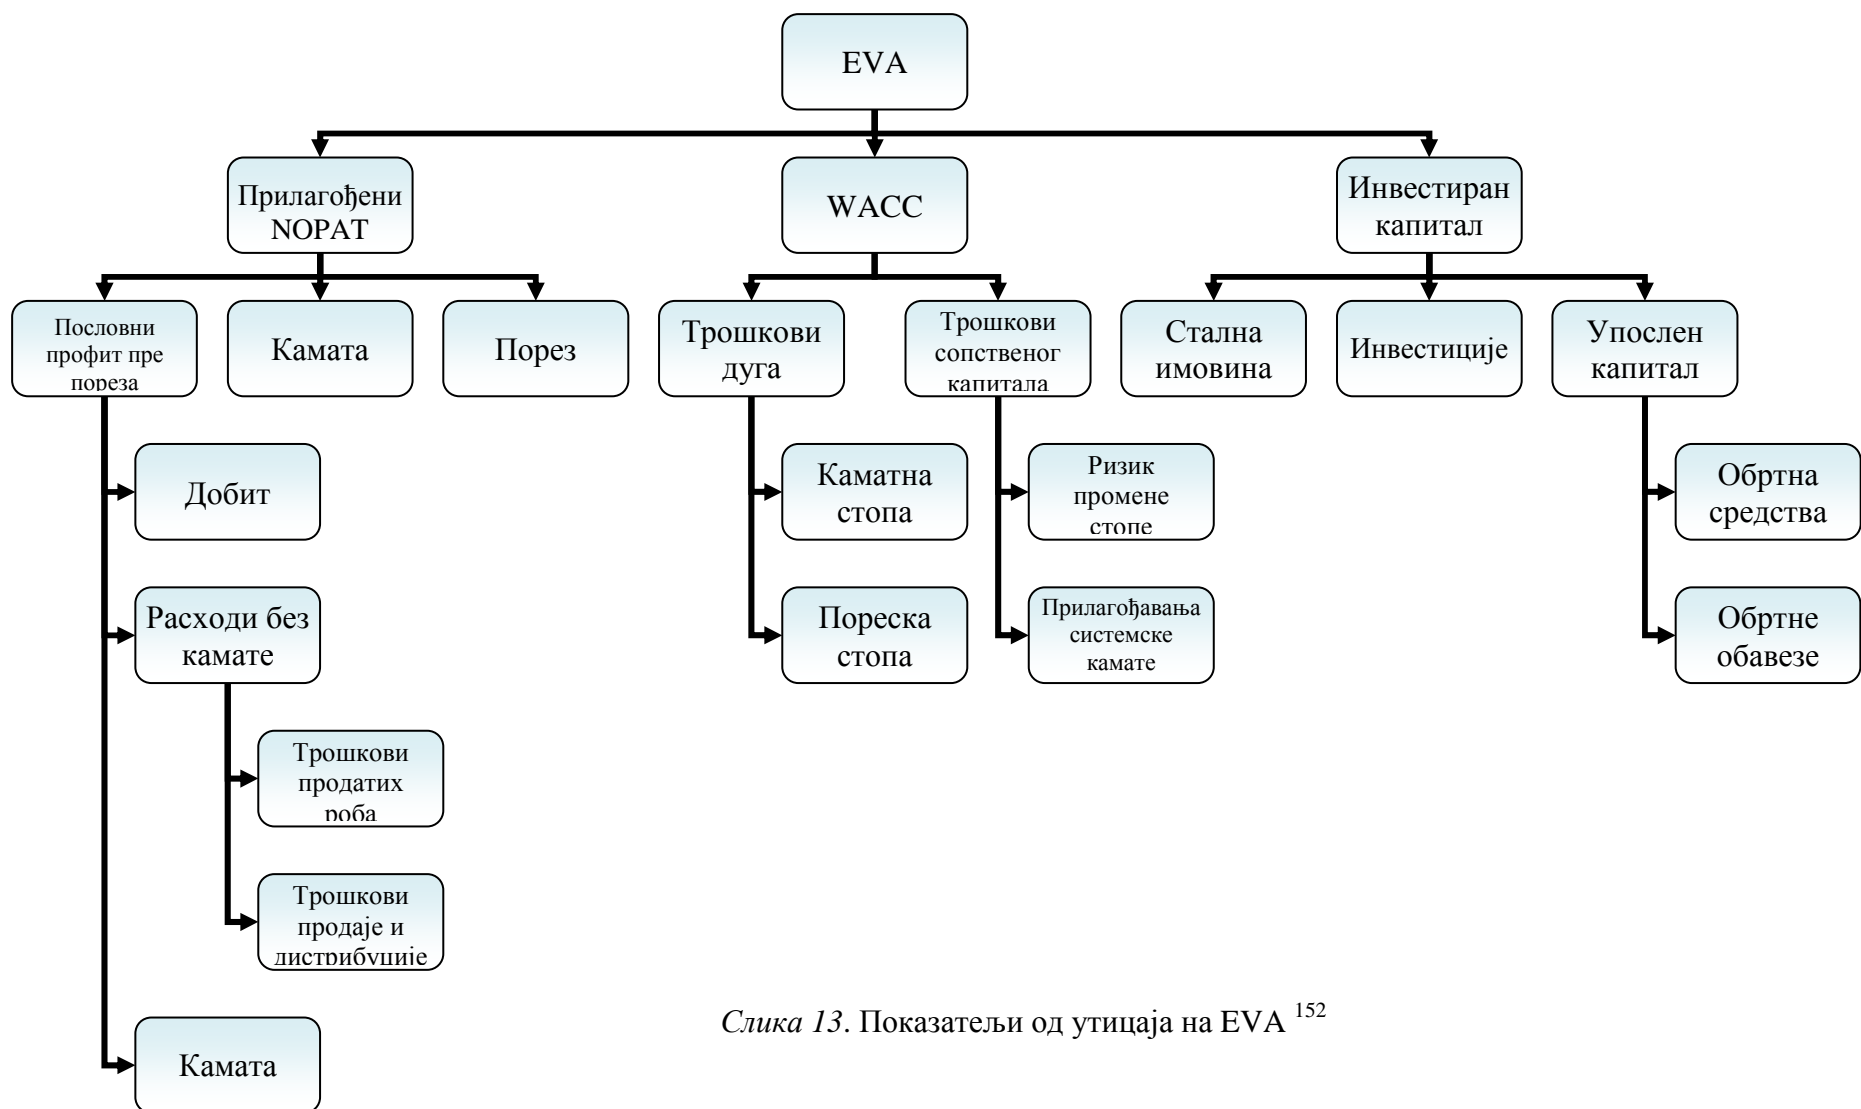 EVA
Прилагођени
NOPAT
WACC
Инвестиран
капитал
Пословни
профит пре
пореза
Камата
Порез
Трошкови
дуга
Трошкови
сопственог
капитала
Стална
имовина
Инвестиције
Упослен
капитал
Добит
Каматна
стопа
Ризик
промене
стопе
Обртна
средства
Расходи без
камате
Пореска
стопа
Прилагођавања
системске
камате
Обртне
обавезе
Трошкови
продатих
роба
Трошкови
продаје и
дистрибуције
Слика 13. Показатељи од утицаја на EVA 152
Камата